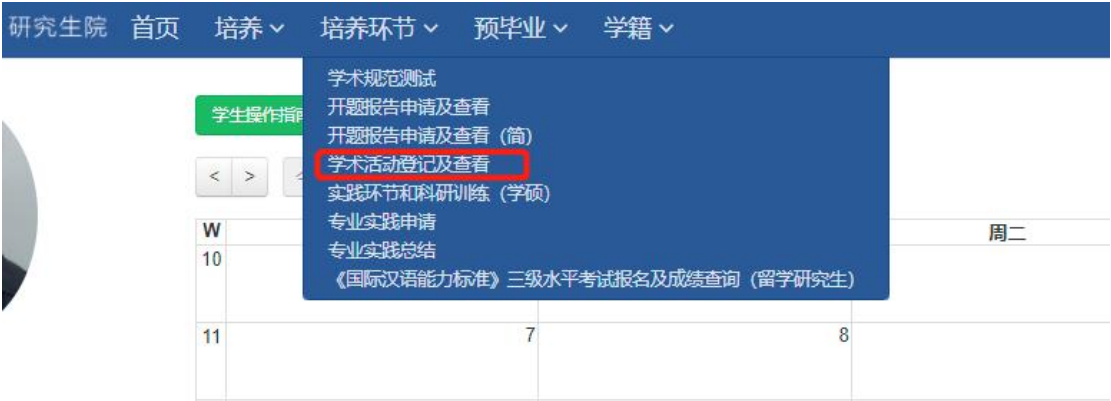 研究生院 首页 培养 培养环节 预毕业 学籍
学术规范测试
学生操作指南
开题报告申请及查看
开题报告申请及查看（简）
学术活动登记及查看
< >
实践环节和科研训练（学硕）
专业实践申请
W 周二
专业实践总结
10
《国际汉语能力标准》三级水平考试报名及成绩查询（留学研究生）
11 7 8